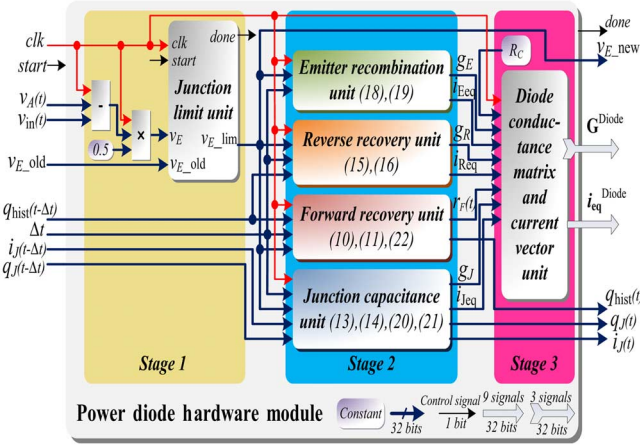 clk
start
v_A(t)
v_in(t)
v_E_old
q_hist(t-Δt)
Δt
i_J(t-Δt)
q_J(t-Δt)
-
×
0.5
v_E
clk
done
start
Junction
limit unit
v_E_lim
v_E_old
Stage 1
Emitter recombination
unit (18),(19)
Reverse recovery
unit
(15),(16)
Forward recovery unit
(10),(11),(22)
Junction capacitance
unit (13),(14),(20),(21)
Stage 2
g_E
i_Eeq
g_R
i_Req
r_F(t)
g_J
i_Jeq
R_C
Diode
conduc-
tance
matrix
and
current
vector
unit
Stage 3
done
v_E_new
G^Diode
i_eq^Diode
q_hist(t)
q_J(t)
i_J(t)
Power diode hardware module
Constant
32 bits
Control signal
1 bit
9 signals
32 bits
3 signals
32 bits